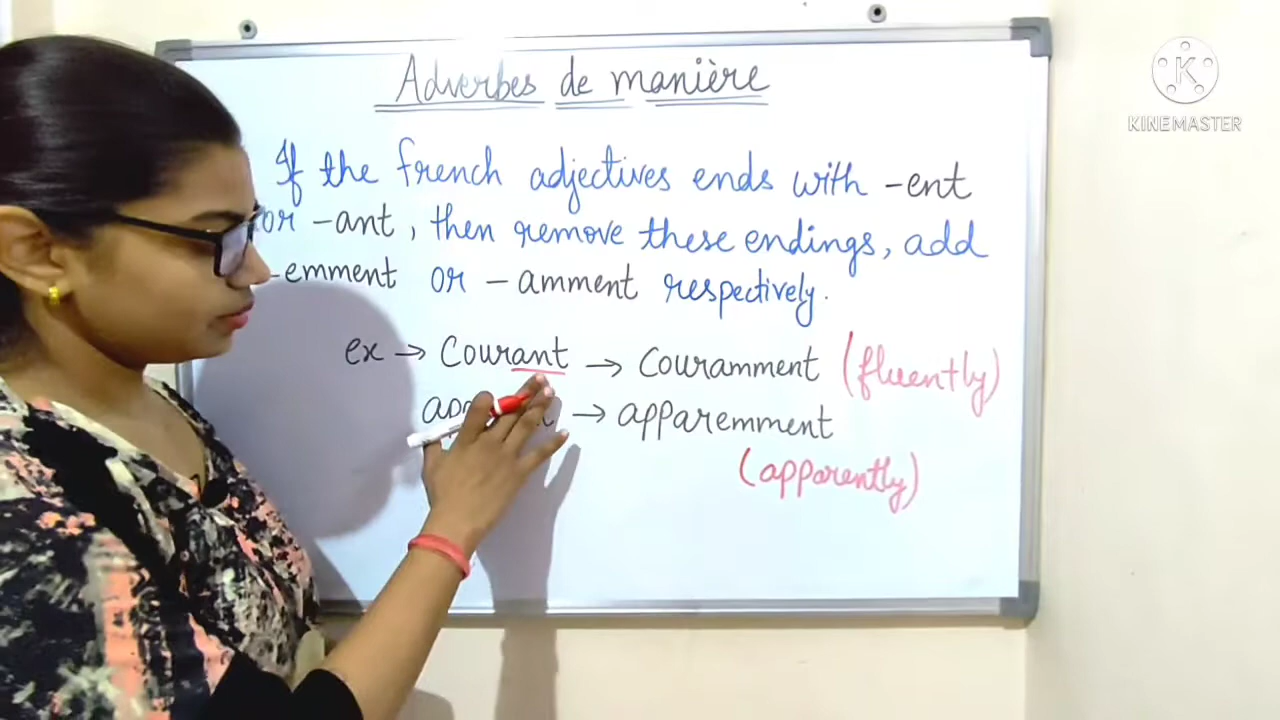 Adverbes de manière
If the french adjectives ends with -ent
or -ant, then remove these endings, add
-emment or - amment respectively.
ex → Courant → Couramment (fluently)
→ apparemment
(apparently)
KINEMASTER